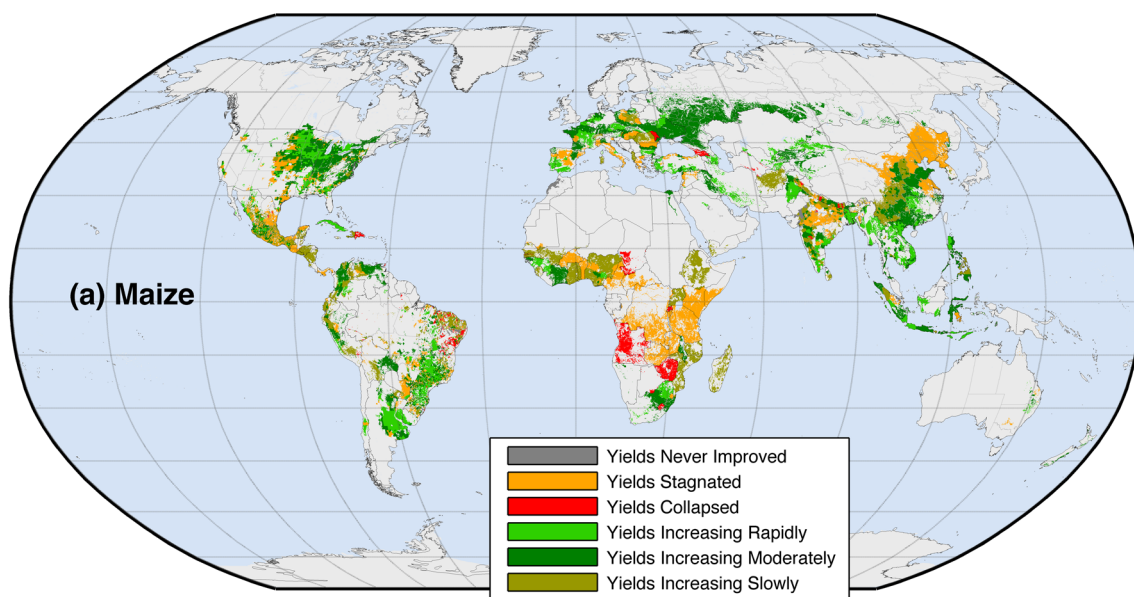 (a) Maize
Yields Never Improved
Yields Stagnated
Yields Collapsed
Yields Increasing Rapidly
Yields Increasing Moderately
Yields Increasing Slowly